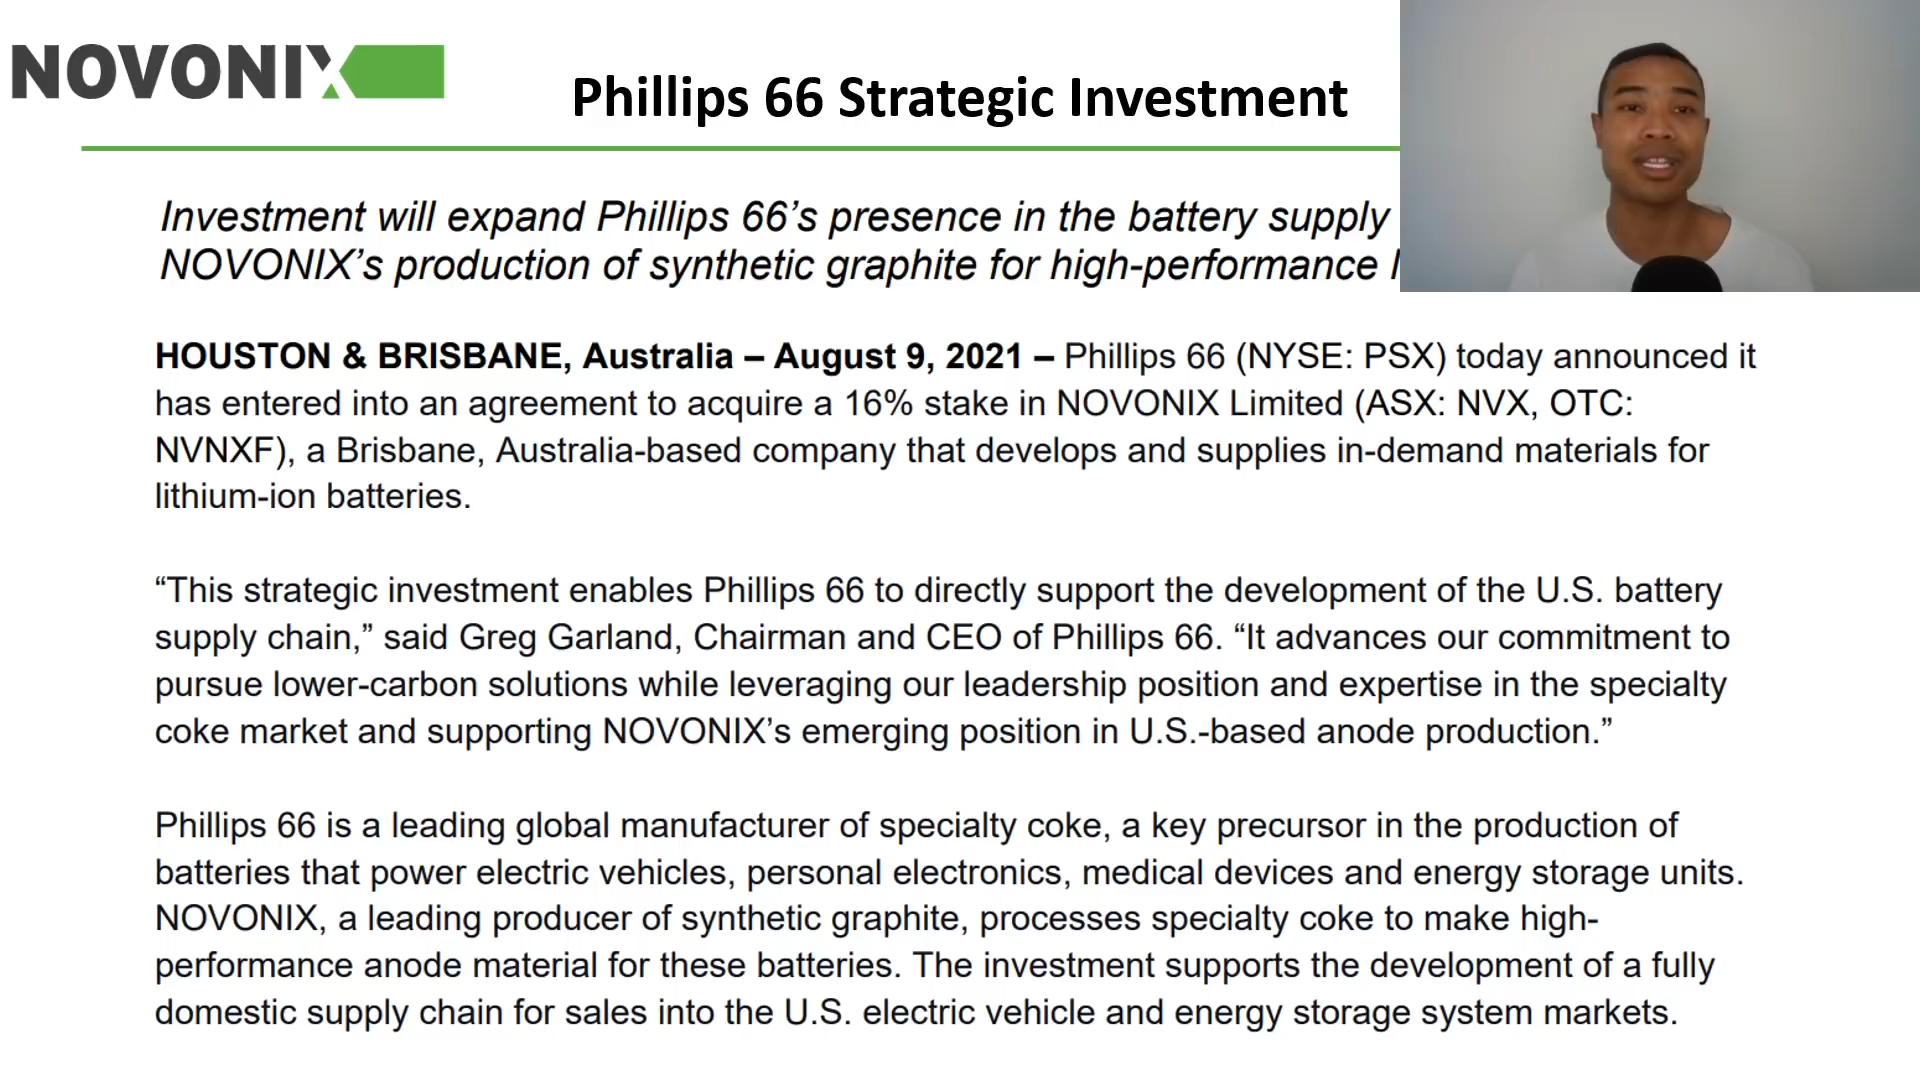 NOVONIX
Phillips 66 Strategic Investment
Investment will expand Phillips 66’s presence in the battery supply
NOVONIX’s production of synthetic graphite for high-performance
HOUSTON & BRISBANE, Australia – August 9, 2021 – Phillips 66 (NYSE: PSX) today announced it
has entered into an agreement to acquire a 16% stake in NOVONIX Limited (ASX: NVX, OTC:
NVNXF), a Brisbane, Australia-based company that develops and supplies in-demand materials for
lithium-ion batteries.
“This strategic investment enables Phillips 66 to directly support the development of the U.S. battery
supply chain,” said Greg Garland, Chairman and CEO of Phillips 66. “It advances our commitment to
pursue lower-carbon solutions while leveraging our leadership position and expertise in the specialty
coke market and supporting NOVONIX’s emerging position in U.S.-based anode production.”
Phillips 66 is a leading global manufacturer of specialty coke, a key precursor in the production of
batteries that power electric vehicles, personal electronics, medical devices and energy storage units.
NOVONIX, a leading producer of synthetic graphite, processes specialty coke to make high-
performance anode material for these batteries. The investment supports the development of a fully
domestic supply chain for sales into the U.S. electric vehicle and energy storage system markets.